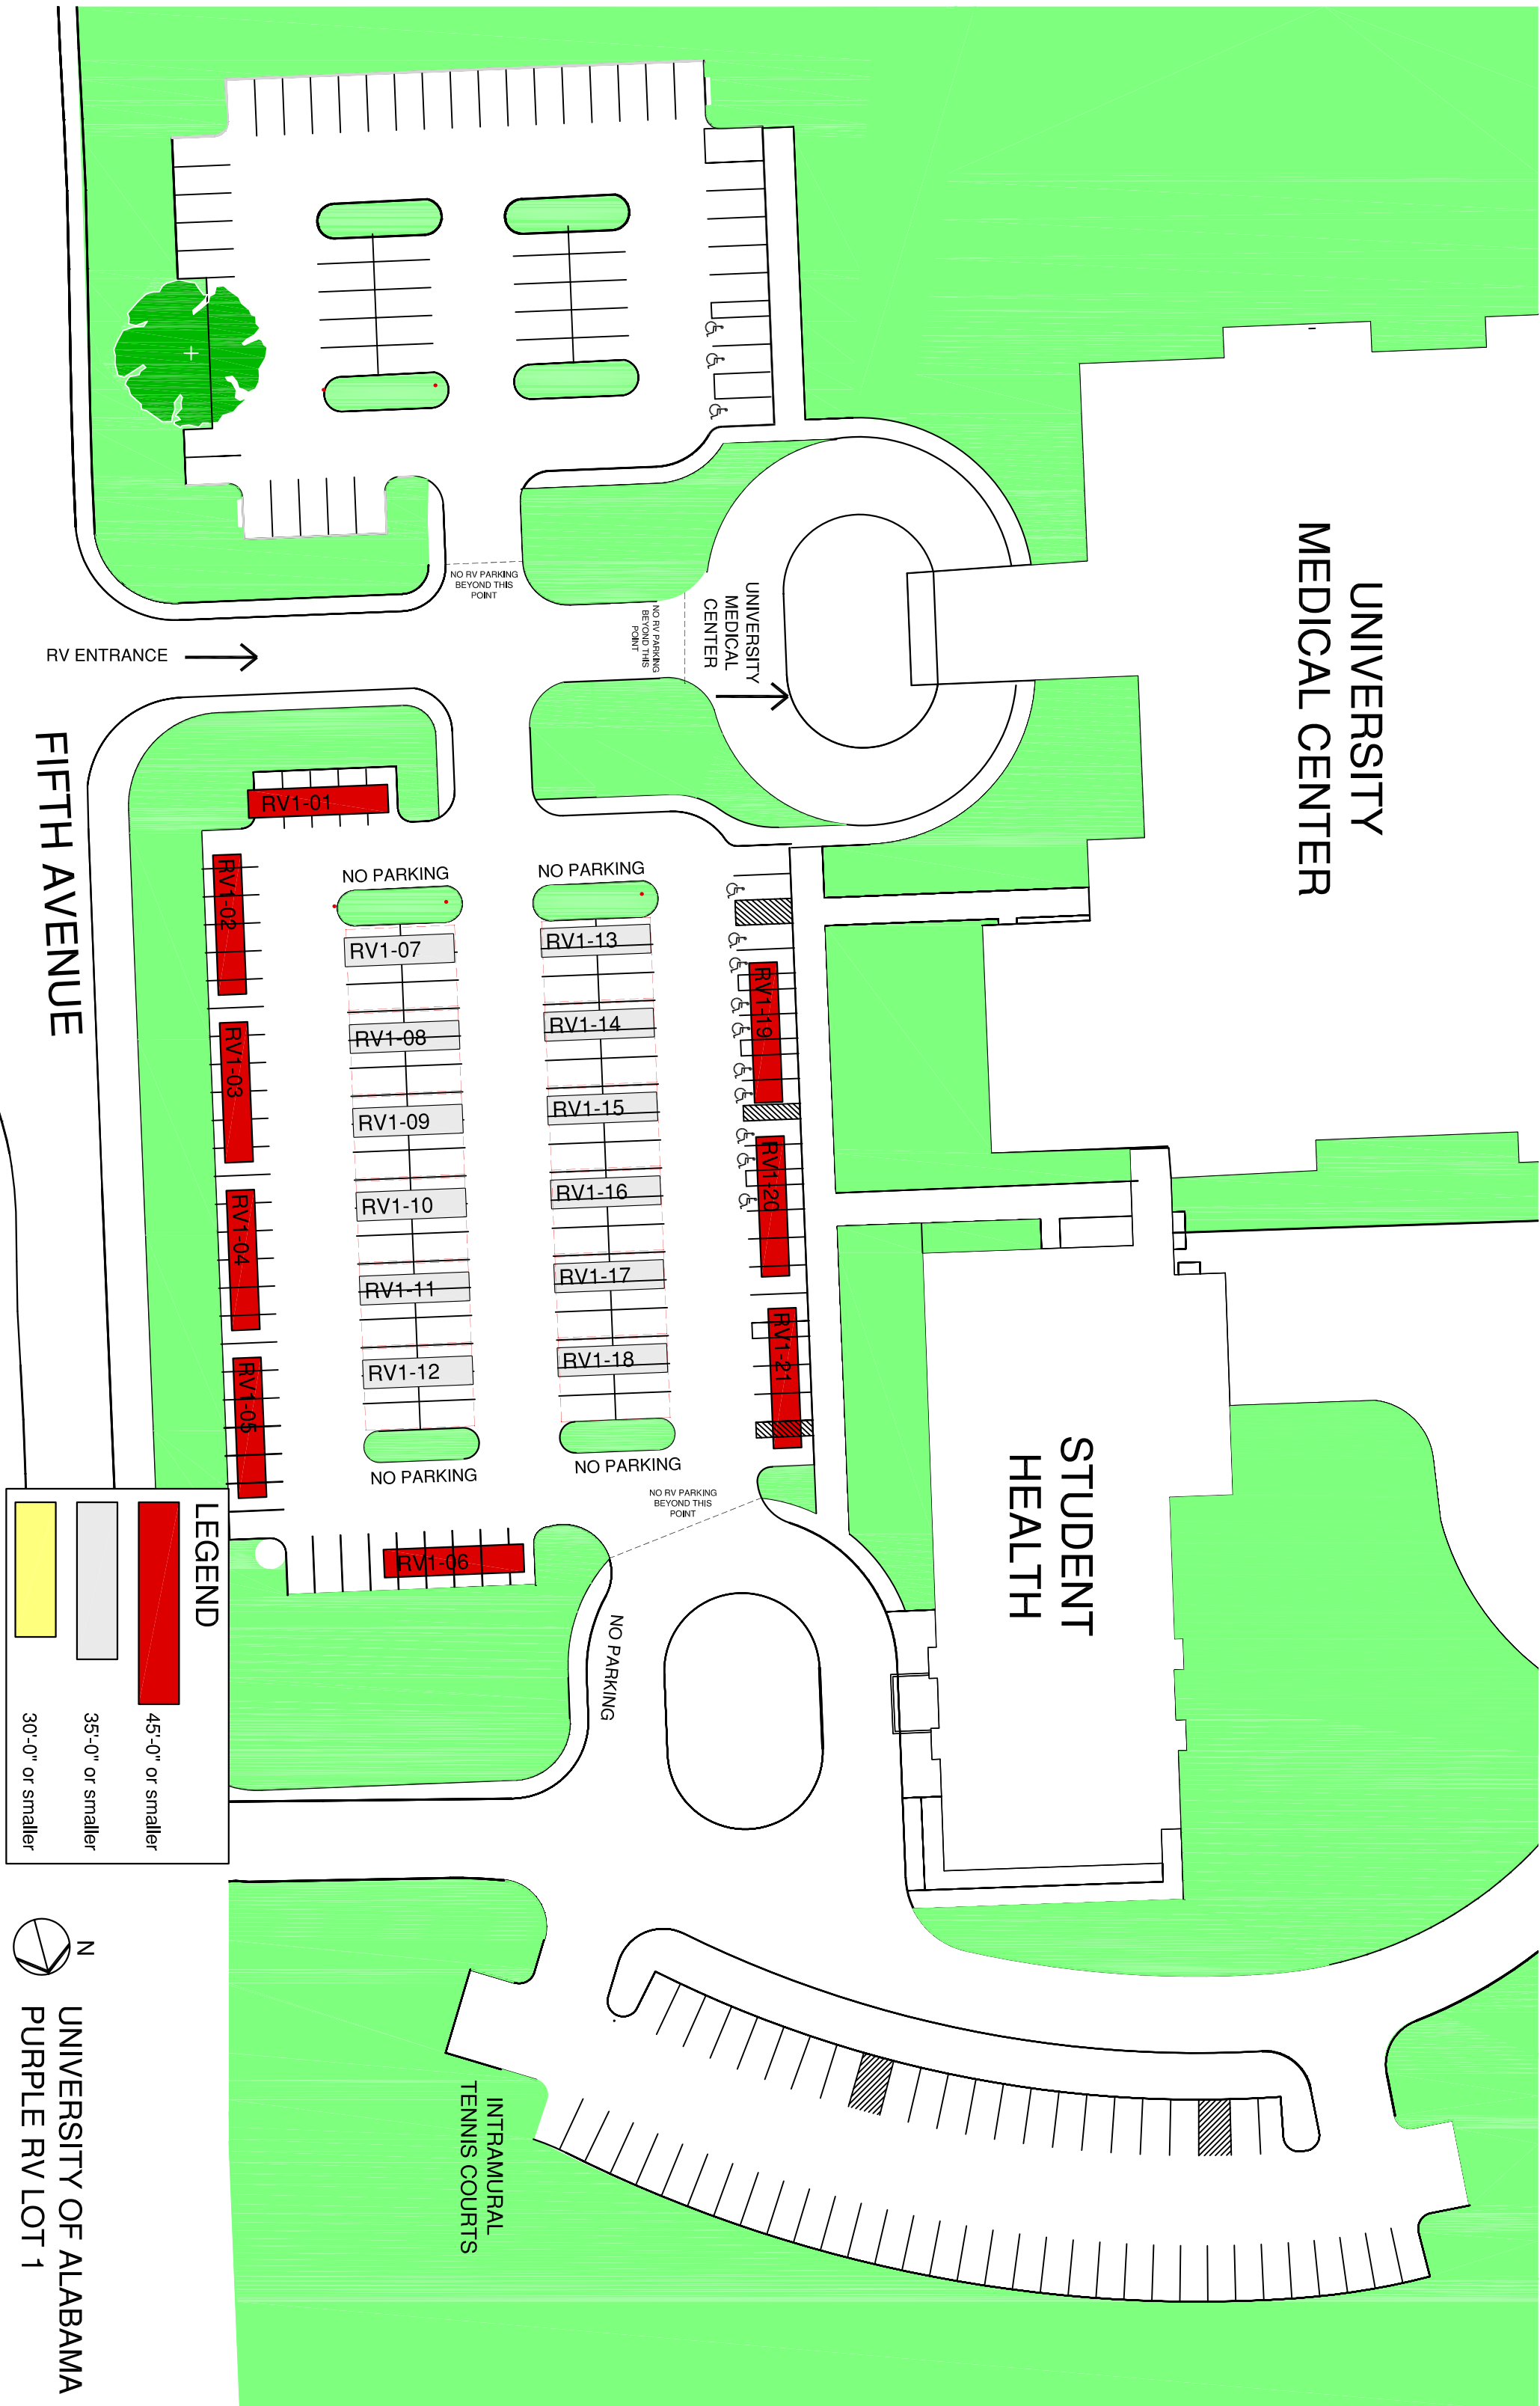 UNIVERSITY
MEDICAL CENTER
NO RV PARKING
BEYOND THIS
POINT
NO RV PARKING
BEYOND THIS
POINT
UNIVERSITY
MEDICAL
CENTER
RV ENTRANCE
FIFTH AVENUE
RV1-01
RV1-02
RV1-03
RV1-04
RV1-05
RV1-06
NO PARKING
RV1-07
RV1-08
RV1-09
RV1-10
RV1-11
RV1-12
NO PARKING
NO PARKING
RV1-13
RV1-14
RV1-15
RV1-16
RV1-17
RV1-18
NO PARKING
RV1-19
RV1-20
RV1-21
NO RV PARKING
BEYOND THIS
POINT
NO PARKING
STUDENT
HEALTH
LEGEND
45'-0" or smaller
35'-0" or smaller
30'-0" or smaller
INTRAMURAL
TENNIS COURTS
N
UNIVERSITY OF ALABAMA
PURPLE RV LOT 1